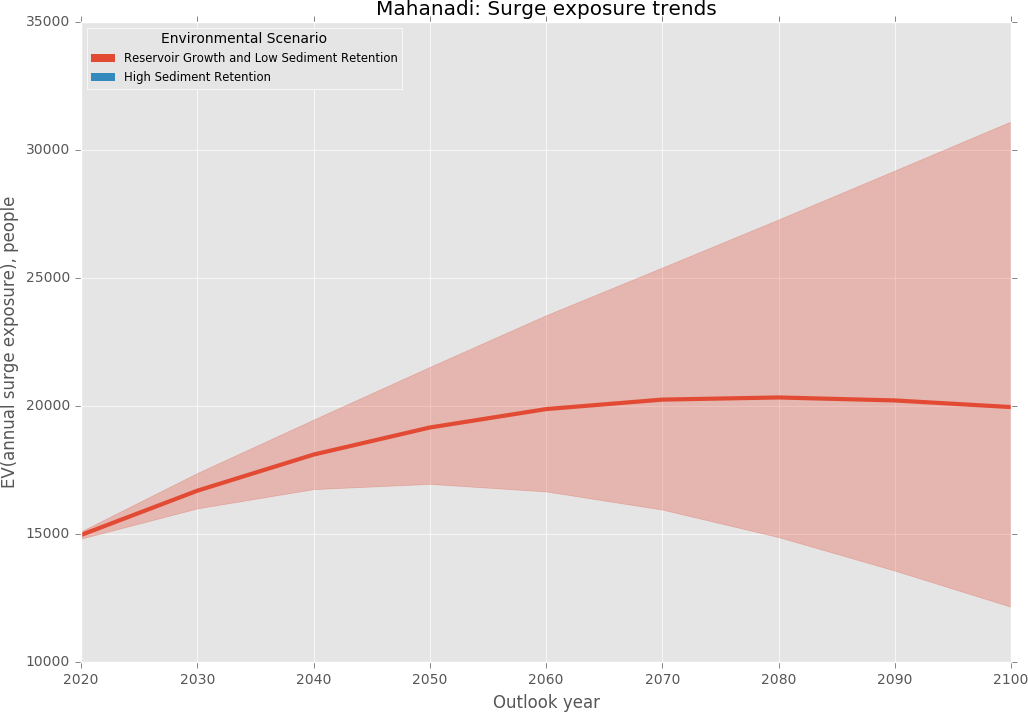 Mahanadi: Surge exposure trends
Environmental Scenario
Reservoir Growth and Low Sediment Retention
High Sediment Retention
EV(annual surge exposure), people
35000
30000
25000
20000
15000
10000
2020 2030 2040 2050 2060 2070 2080 2090 2100
Outlook year